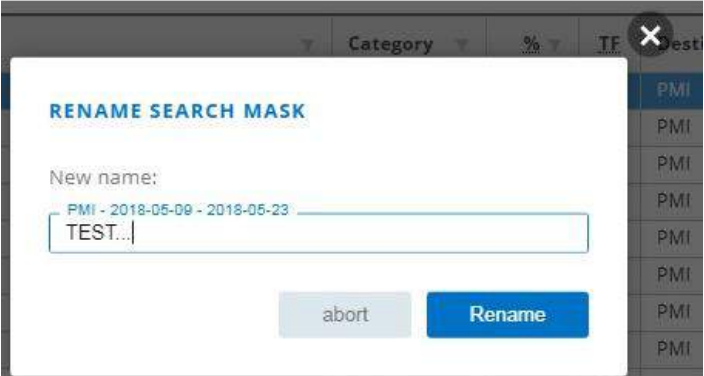 Category % TF Desti
PMI
RENAME SEARCH MASK
PMI
New name:
PMI
PMI - 2018-05-09 - 2018-05-23
PMI
TEST...
PMI
PMI
abort Rename
PMI
PMI